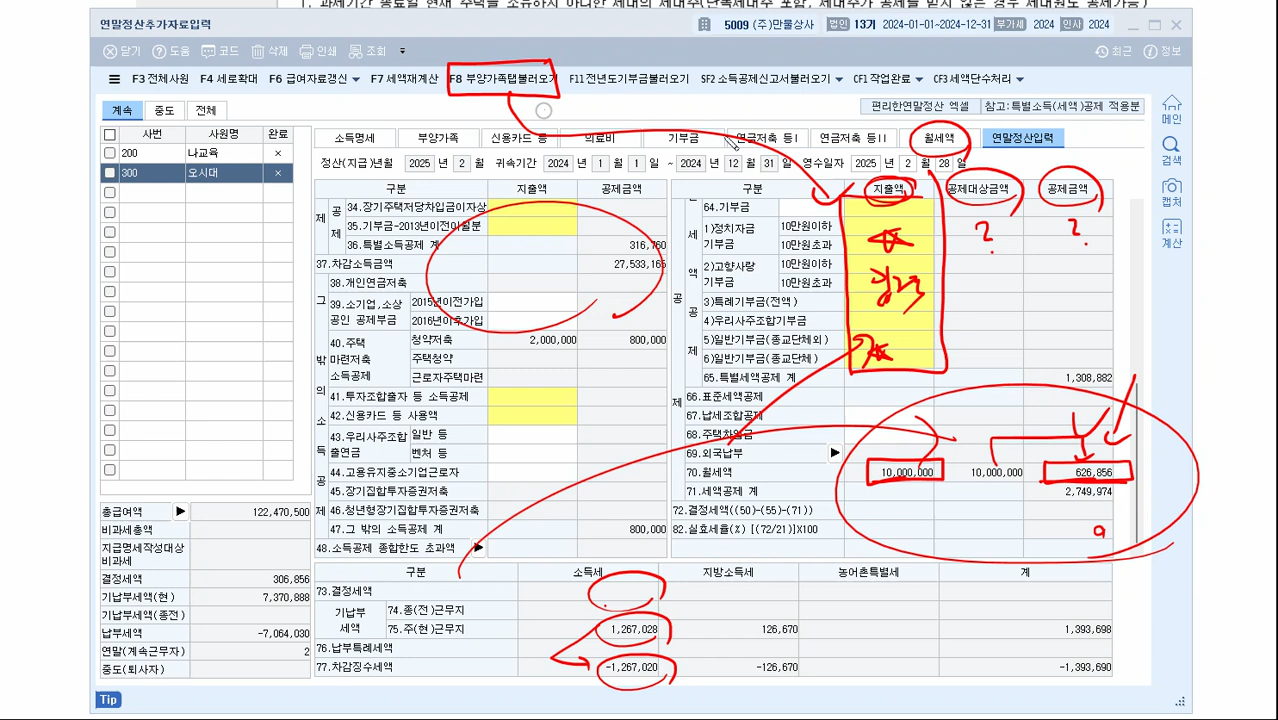 1. 과세기간 종료일 현재 주택을 소유하지 아니한 세대의 세대주(단독세대주 포함, 세대주가 공제를 받지 않은 경우 세대원도 공제가능)
연말정산추가자료입력 5009 (주)만물상사 법인 13기 2024-01-01~2024-12-31 부가세 2024 인사 2024
닫기 도움 코드 삭제 인쇄 조회 최근 정보
F3 전체사원 F4 세로확대 F6 급여자료갱신 F7 세액재계산 F8 부양가족탭불러오기 F11전년도기부금불러오기 SF2 소득공제신고서불러오기 CF1작업완료 CF3세액단수처리
계속 중도 전체 편리한연말정산 엑셀 참고:특별소득(세액)공제 적용분
메인
검색
캡처
계산
사번 사원명 완료
200 나교육 ×
300 오시대 ×
총급여액 122,470,500
비과세총액
지급명세작성대상
비과세
결정세액 306,856
기납부세액(현) 7,370,888
기납부세액(종전)
납부세액 -7,064,030
연말(계속근무자) 2
중도(퇴사자)
소득명세 부양가족 신용카드 등 의료비 기부금 연금저축 등I 연금저축 등II 월세액 연말정산입력
정산(지급)년월 2025 년 2 월 귀속기간 2024 년 1 월 1 일 ~ 2024 년 12 월 31 일 영수일자 2025 년 2 월 28 일
구분 지출액 공제금액
제 공 제
34.장기주택저당차입금이자상
35.기부금-2013년이전이월분
36.특별소득공제 계 316,760
37.차감소득금액 27,533,165
그 밖 의 소 득 공 제
38.개인연금저축
39.소기업,소상 2015년이전가입
공인 공제부금 2016년이후가입
40.주택 청약저축 2,000,000 800,000
마련저축 주택청약
소득공제 근로자주택마련
41.투자조합출자 등 소득공제
42.신용카드 등 사용액
43.우리사주조합 일반 등
출연금 벤처 등
44.고용유지중소기업근로자
45.장기집합투자증권저축
46.청년형장기집합투자증권저축
47.그 밖의 소득공제 계 800,000
48.소득공제 종합한도 초과액
구분 지출액 공제대상금액 공제금액
세 액 공 제
64.기부금
1)정치자금 10만원이하
기부금 10만원초과
2)고향사랑 10만원이하
기부금 10만원초과
3)특례기부금(전액)
4)우리사주조합기부금
5)일반기부금(종교단체외)
6)일반기부금(종교단체)
65.특별세액공제 계 1,308,882
66.표준세액공제
67.납세조합공제
68.주택차입금
69.외국납부
70.월세액 10,000,000 10,000,000 626,856
71.세액공제 계 2,749,974
72.결정세액((50)-(55)-(71))
82.실효세율(%) [(72/21)]X100
? ?
입력
구분 소득세 지방소득세 농어촌특별세 계
73.결정세액
기납부 74.종(전)근무지
세액 75.주(현)근무지 1,267,028 126,670 1,393,698
76.납부특례세액
77.차감징수세액 -1,267,020 -126,670 -1,393,690
Tip